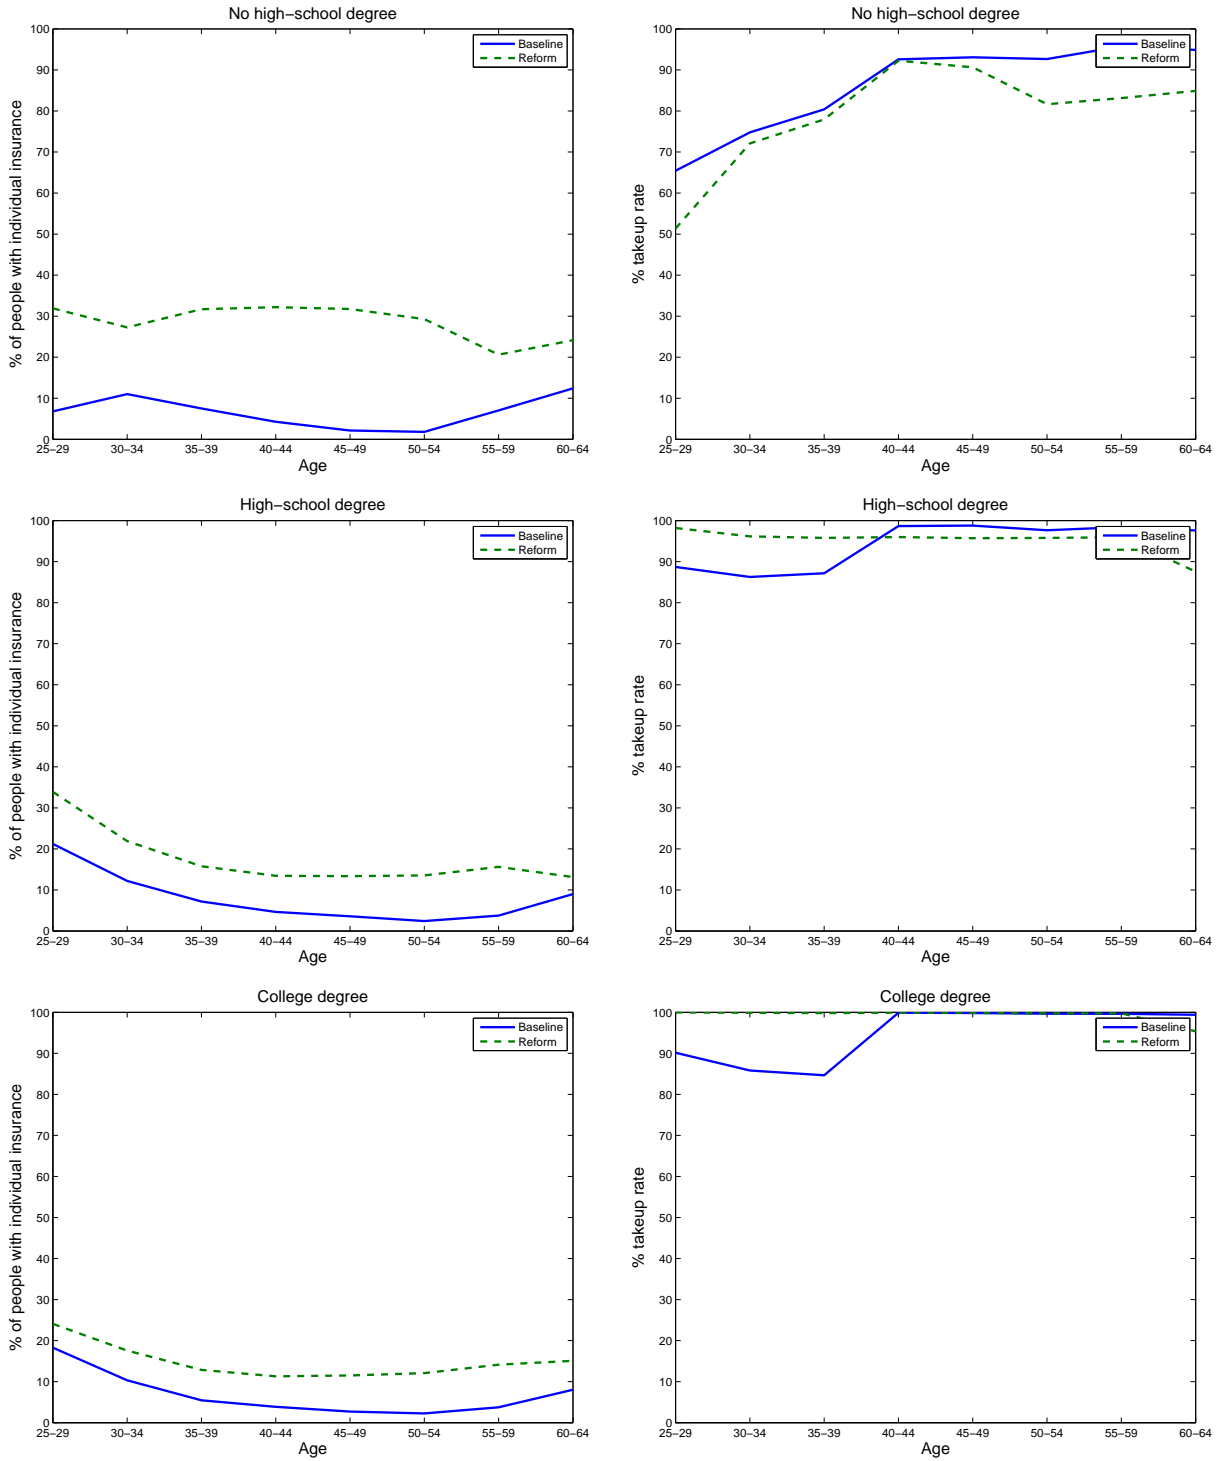 No high−school degree
100
90
80
70
60
50
40
30
20
10
0
% of people with individual insurance
Baseline
Reform
25−29 30−34 35−39 40−44 45−49 50−54 55−59 60−64
Age
No high−school degree
100
90
80
70
60
50
40
30
20
10
0
% takeup rate
Baseline
Reform
25−29 30−34 35−39 40−44 45−49 50−54 55−59 60−64
Age
High−school degree
100
90
80
70
60
50
40
30
20
10
0
% of people with individual insurance
Baseline
Reform
25−29 30−34 35−39 40−44 45−49 50−54 55−59 60−64
Age
High−school degree
100
90
80
70
60
50
40
30
20
10
0
% takeup rate
Baseline
Reform
25−29 30−34 35−39 40−44 45−49 50−54 55−59 60−64
Age
College degree
100
90
80
70
60
50
40
30
20
10
0
% of people with individual insurance
Baseline
Reform
25−29 30−34 35−39 40−44 45−49 50−54 55−59 60−64
Age
College degree
100
90
80
70
60
50
40
30
20
10
0
% takeup rate
Baseline
Reform
25−29 30−34 35−39 40−44 45−49 50−54 55−59 60−64
Age